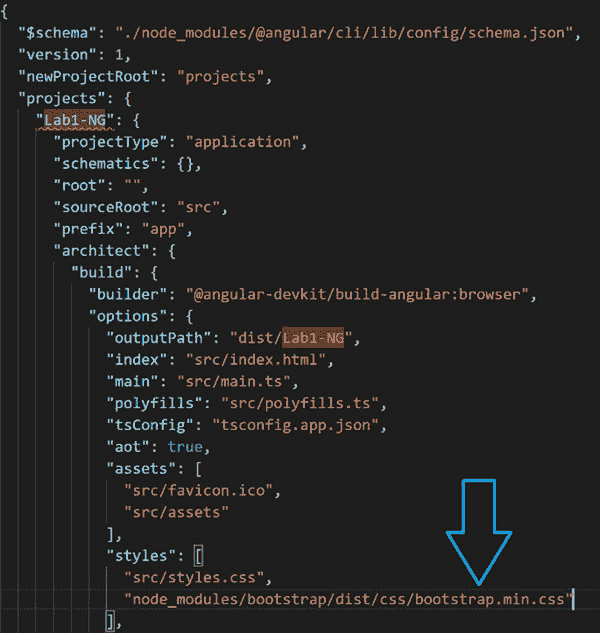 {
"$schema": "./node_modules/@angular/cli/lib/config/schema.json",
"version": 1,
"newProjectRoot": "projects",
"projects": {
"Lab1-NG": {
"projectType": "application",
"schematics": {},
"root": "",
"sourceRoot": "src",
"prefix": "app",
"architect": {
"build": {
"builder": "@angular-devkit/build-angular:browser",
"options": {
"outputPath": "dist/Lab1-NG",
"index": "src/index.html",
"main": "src/main.ts",
"polyfills": "src/polyfills.ts",
"tsConfig": "tsconfig.app.json",
"aot": true,
"assets": [
"src/favicon.ico",
"src/assets"
],
"styles": [
"src/styles.css",
"node_modules/bootstrap/dist/css/bootstrap.min.css"
],